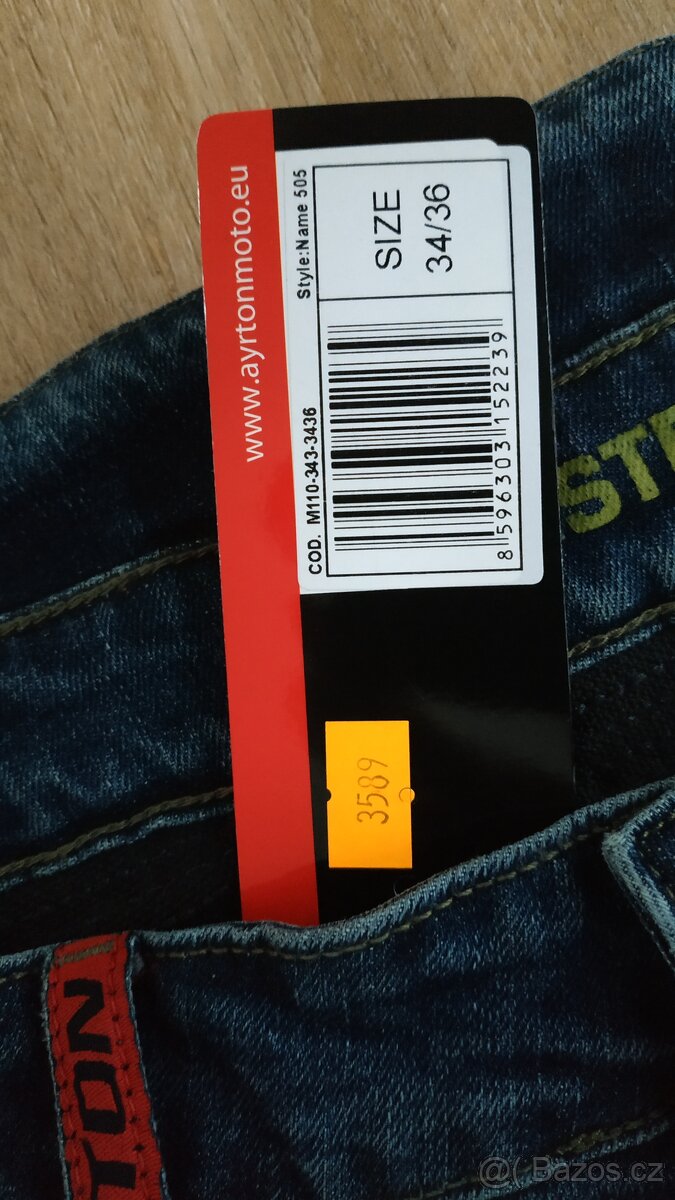 www.ayrtonmoto.eu
Style:Name 505
COD. M110-343-3436
SIZE
34/36
8 596303 152239
3589
STR
TON
@ Bazos.cz